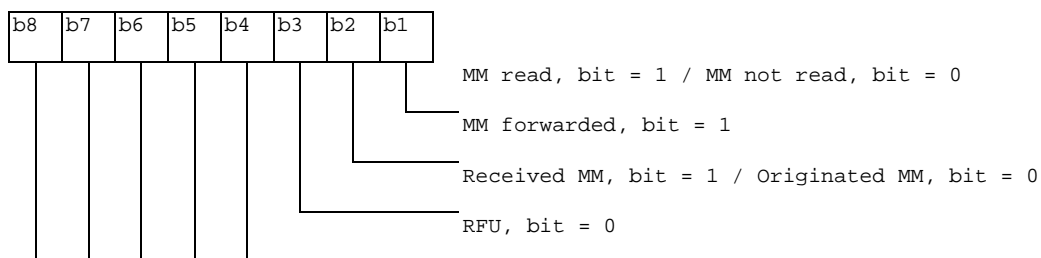 b8 b7 b6 b5 b4 b3 b2 b1
MM read, bit = 1 / MM not read, bit = 0
MM forwarded, bit = 1
Received MM, bit = 1 / Originated MM, bit = 0
RFU, bit = 0